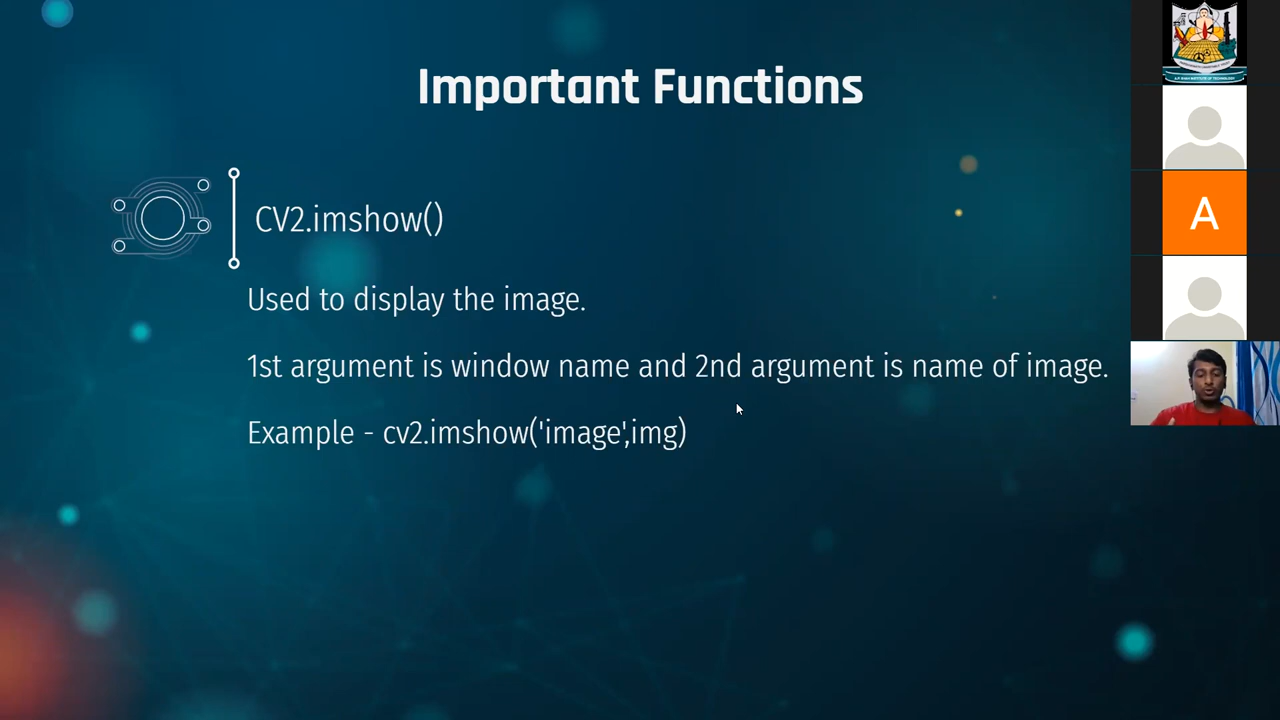 Important Functions
CV2.imshow()
Used to display the image.
1st argument is window name and 2nd argument is name of image.
Example - cv2.imshow('image',img)
A